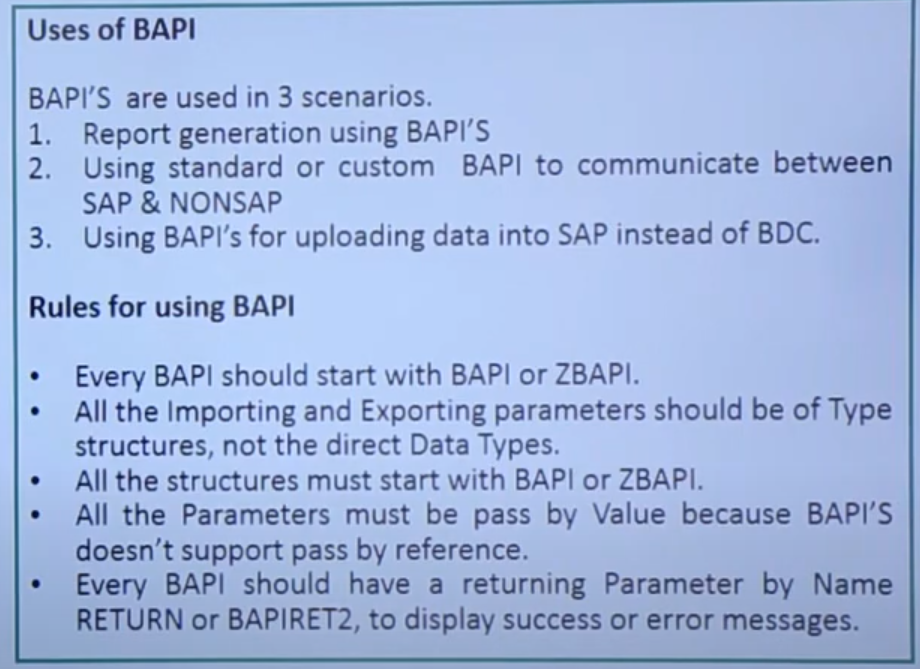 Uses of BAPI
BAPI'S are used in 3 scenarios.
1. Report generation using BAPI'S
2. Using standard or custom BAPI to communicate between
SAP & NONSAP
3. Using BAPI's for uploading data into SAP instead of BDC.
Rules for using BAPI
• Every BAPI should start with BAPI or ZBAPI.
• All the Importing and Exporting parameters should be of Type
structures, not the direct Data Types.
• All the structures must start with BAPI or ZBAPI.
• All the Parameters must be pass by Value because BAPI'S
doesn't support pass by reference.
• Every BAPI should have a returning Parameter by Name
RETURN or BAPIRET2, to display success or error messages.